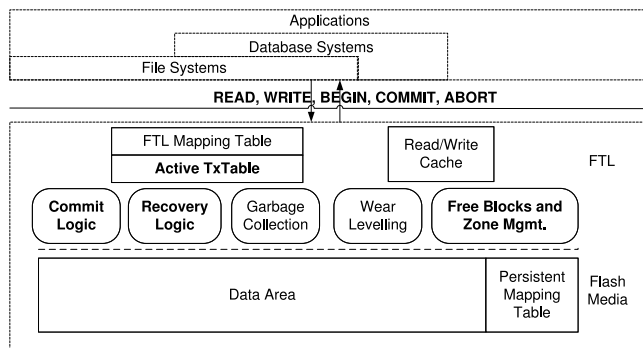 Applications
Database Systems
File Systems
READ, WRITE, BEGIN, COMMIT, ABORT
FTL Mapping Table
Active TxTable
Read/Write
Cache
FTL
Commit
Logic
Recovery
Logic
Garbage
Collection
Wear
Levelling
Free Blocks and
Zone Mgmt.
Data Area
Persistent
Mapping
Table
Flash
Media